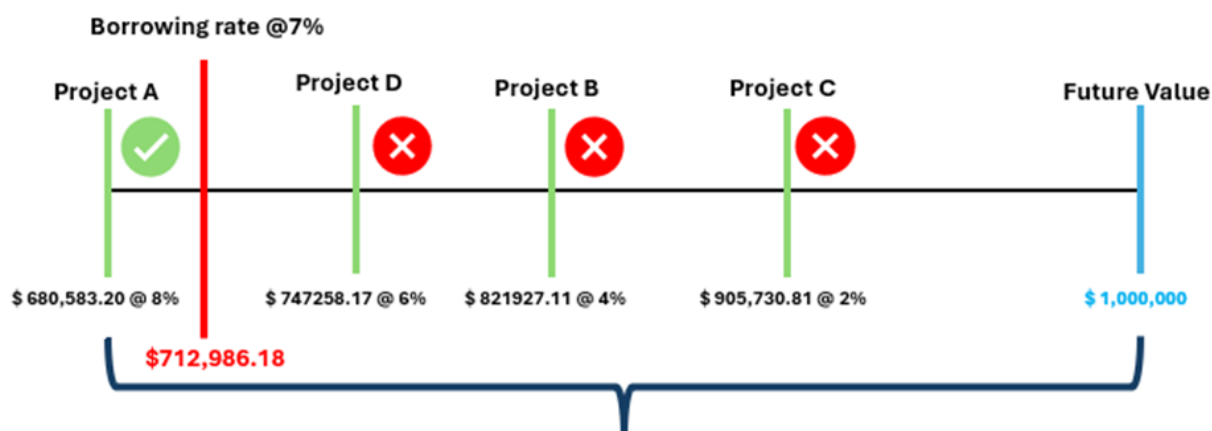 Borrowing rate @7%
Project A
Project D
Project B
Project C
Future Value
$ 680,583.20 @ 8%
$ 747258.17 @ 6%
$ 821927.11 @ 4%
$ 905,730.81 @ 2%
$ 1,000,000
$712,986.18